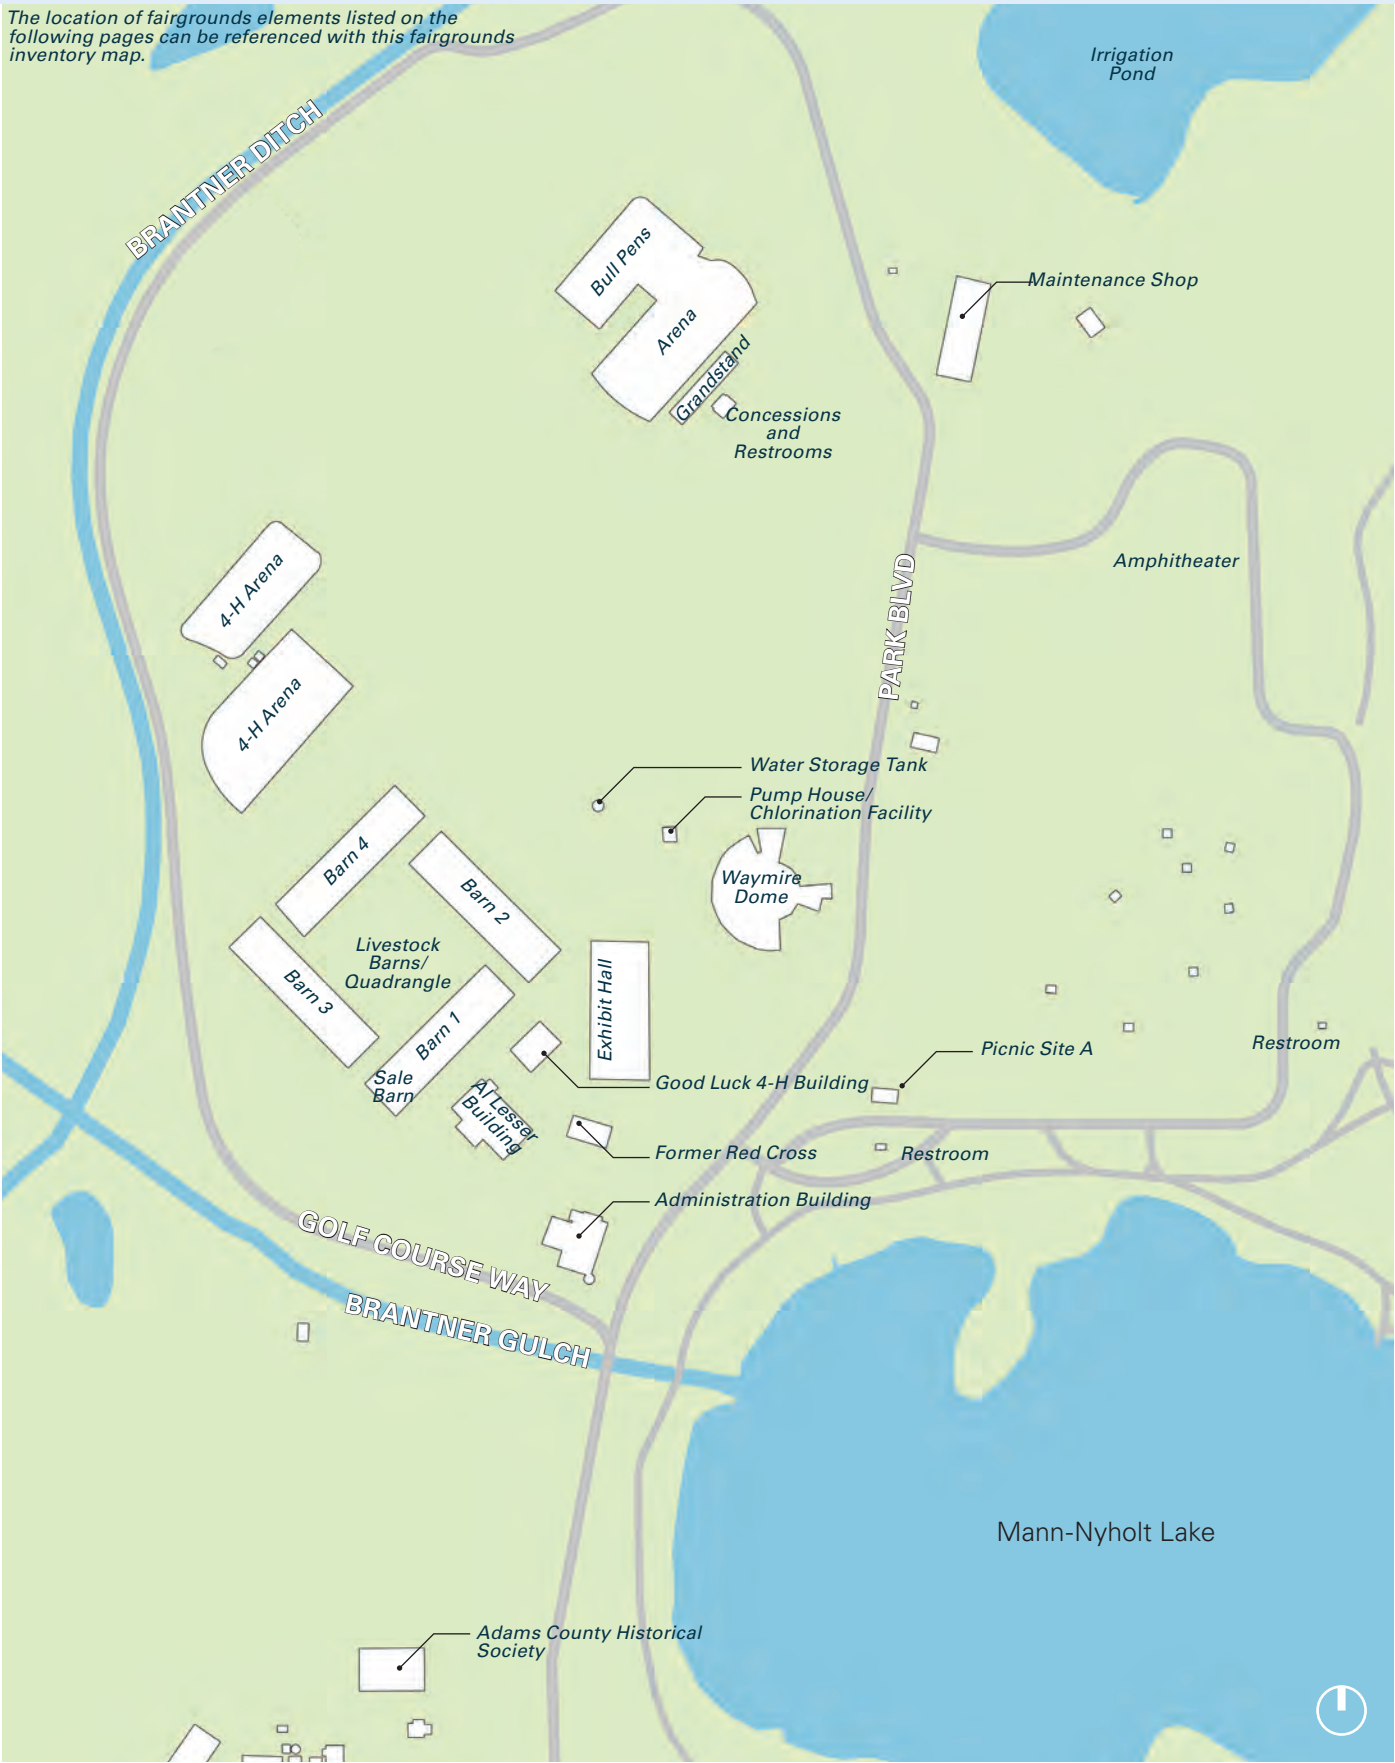 The location of fairgrounds elements listed on the
following pages can be referenced with this fairgrounds
inventory map.
Irrigation
Pond
BRANTNER DITCH
Bull Pens
Arena
Grandstand
Concessions
and
Restrooms
Maintenance Shop
Amphitheater
4-H Arena
4-H Arena
PARK BLVD
Water Storage Tank
Pump House/
Chlorination Facility
Waymire
Dome
Barn 4
Barn 2
Livestock
Barns/
Quadrangle
Barn 3
Barn 1
Sale
Barn
Exhibit Hall
Good Luck 4-H Building
Al Lesser
Building
Former Red Cross
Picnic Site A
Restroom
Restroom
Administration Building
GOLF COURSE WAY
BRANTNER GULCH
Mann-Nyholt Lake
Adams County Historical
Society